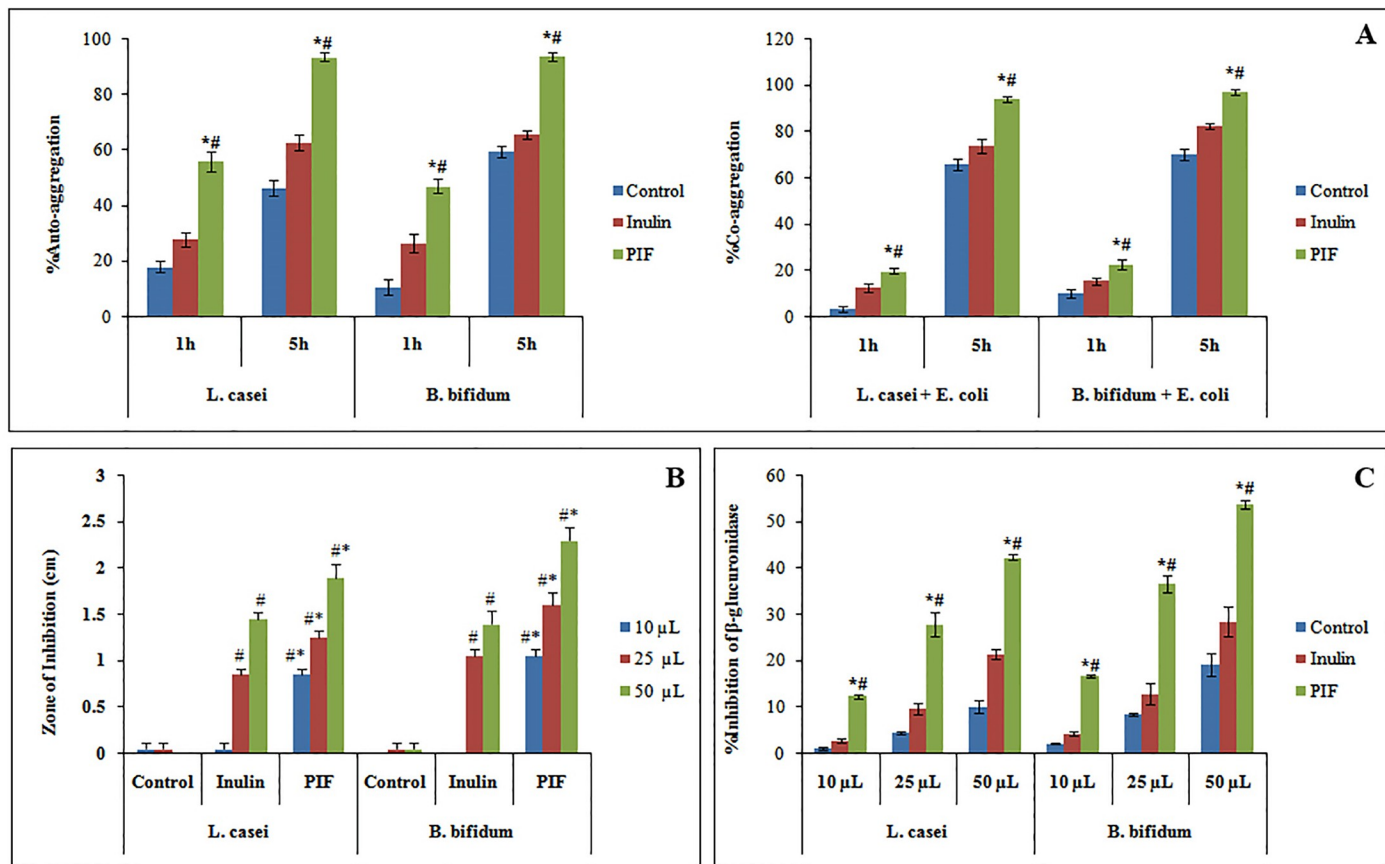 A
100
80
60
40
20
0
%Auto-aggregation
*#
*#
*#
*#
1h 5h 1h 5h
L. casei B. bifidum
Control
Inulin
PIF
120
100
80
60
40
20
0
%Co-aggregation
*#
*#
*#
*#
1h 5h 1h 5h
L. casei + E. coli B. bifidum + E. coli
Control
Inulin
PIF
B
3
2.5
2
1.5
1
0.5
0
Zone of Inhibition (cm)
# # #* #* #*
# # #* #* #*
Control Inulin PIF Control Inulin PIF
L. casei B. bifidum
10 µL
25 µL
50 µL
C
60
50
40
30
20
10
0
%Inhibition of β-glucuronidase
*# *# *# *# *# *#
10 µL 25 µL 50 µL 10 µL 25 µL 50 µL
L. casei B. bifidum
Control
Inulin
PIF